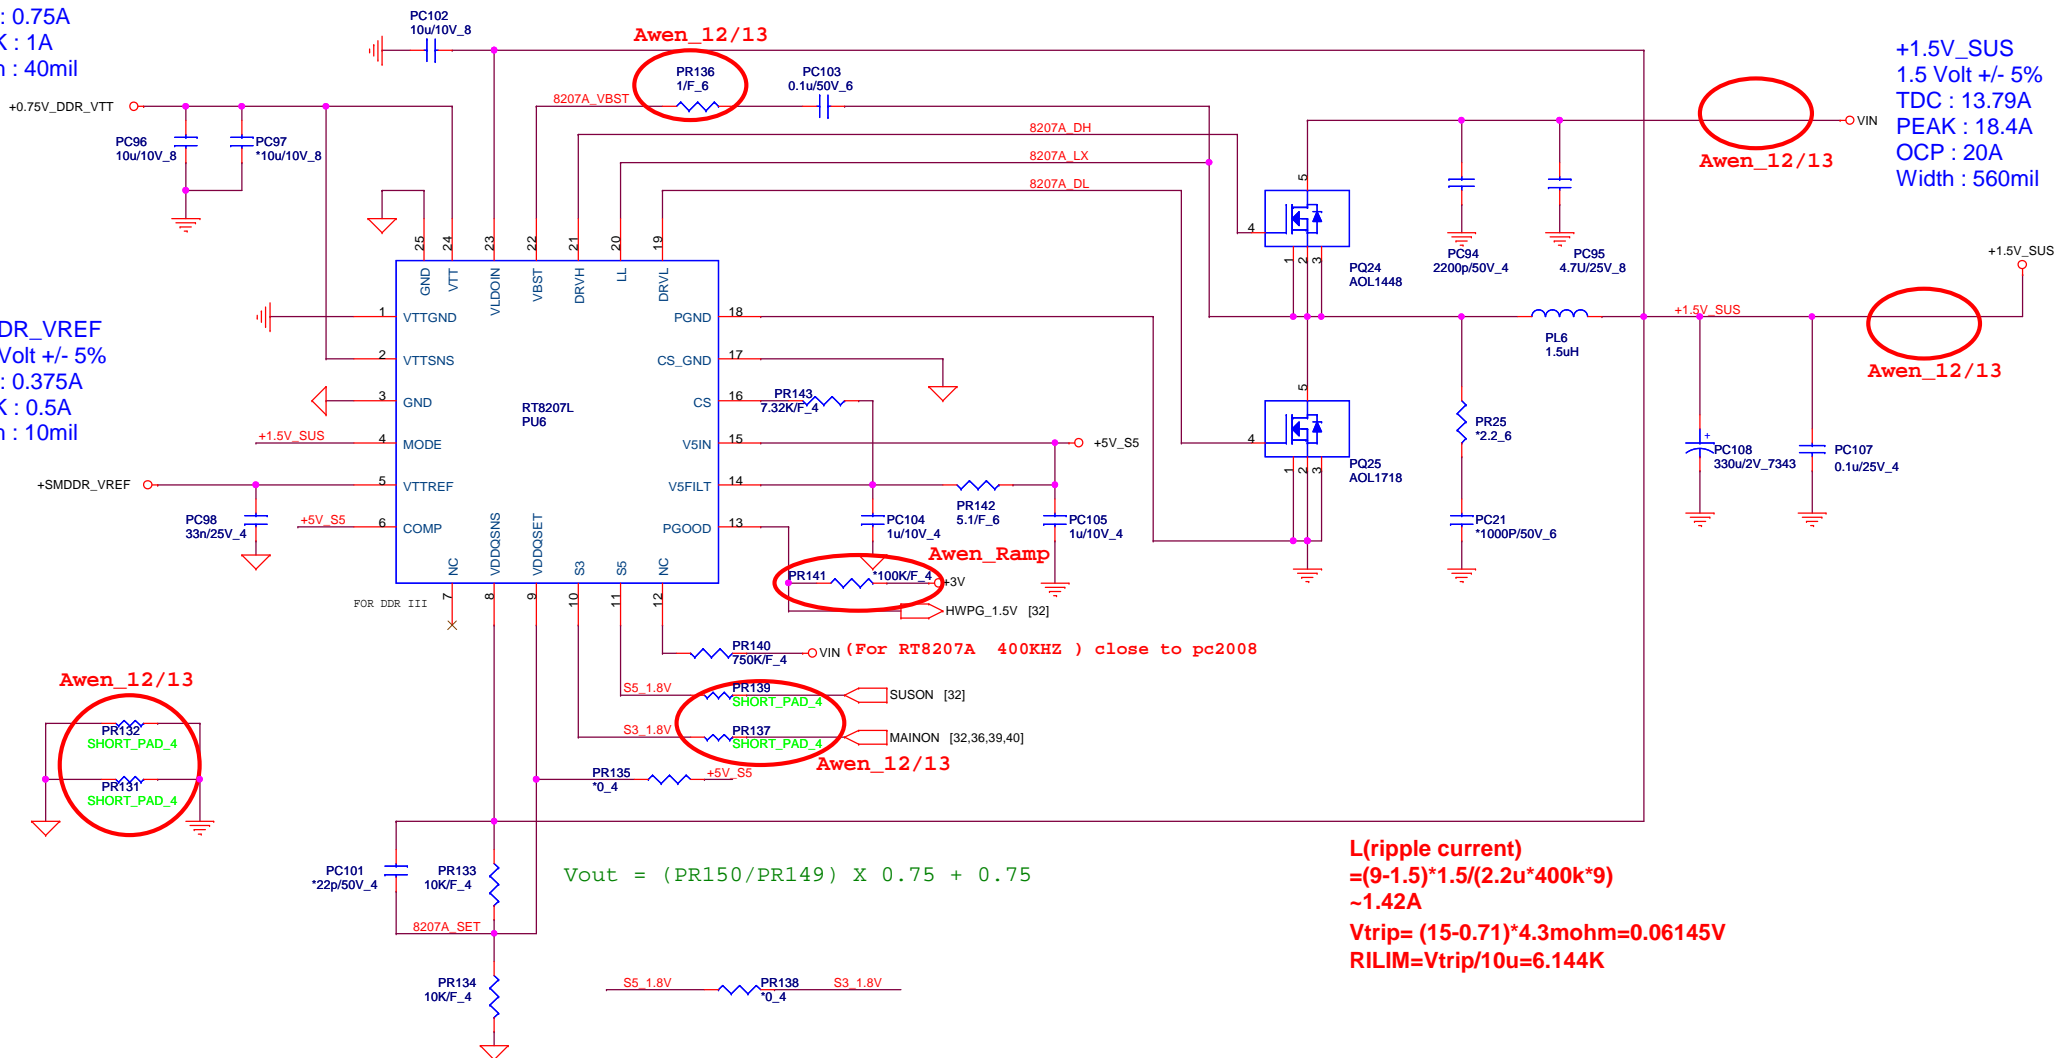 : 0.75A
K : 1A
h : 40mil
PC102
10u/10V_8
Awen_12/13
PR136
1/F_6
PC103
0.1u/50V_6
8207A_VBST
+0.75V_DDR_VTT
PC96
10u/10V_8
PC97
*10u/10V_8
8207A_DH
8207A_LX
8207A_DL
+1.5V_SUS
1.5 Volt +/- 5%
TDC : 13.79A
PEAK : 18.4A
OCP : 20A
Width : 560mil
VIN
Awen_12/13
PC94
2200p/50V_4
PC95
4.7U/25V_8
5
4
1
2
3
PQ24
AOL1448
+1.5V_SUS
25
24
23
22
21
20
19
GND
VTT
VLDOIN
VBST
DRVH
LL
DRVL
DDR_VREF
Volt +/- 5%
: 0.375A
K : 0.5A
h : 10mil
1
VTTGND
2
VTTSNS
3
GND
4
MODE
5
VTTREF
6
COMP
RT8207L
PU6
PGND
18
CS_GND
17
CS
16
V5IN
15
V5FILT
14
PGOOD
13
+1.5V_SUS
+SMDDR_VREF
PC98
33n/25V_4
+5V_S5
PR143
7.32K/F_4
+5V_S5
PR142
5.1/F_6
PC104
1u/10V_4
PC105
1u/10V_4
Awen_Ramp
PR141
*100K/F_4
+3V
HWPG_1.5V [32]
PL6
1.5uH
+1.5V_SUS
Awen_12/13
5
4
1
2
3
PQ25
AOL1718
PR25
*2.2_6
PC21
*1000P/50V_6
PC108
330u/2V_7343
+
PC107
0.1u/25V_4
NC
VDDQSNS
VDDQSET
S3
S5
NC
7
8
9
10
11
12
FOR DDR III
PR140
750K/F_4
VIN
(For RT8207A 400KHZ ) close to pc2008
S5_1.8V
PR139
SHORT_PAD_4
SUSON [32]
S3_1.8V
PR137
SHORT_PAD_4
MAINON [32,36,39,40]
Awen_12/13
PR135
*0_4
+5V_S5
Awen_12/13
PR132
SHORT_PAD_4
PR131
SHORT_PAD_4
PC101
*22p/50V_4
PR133
10K/F_4
Vout = (PR150/PR149) X 0.75 + 0.75
8207A_SET
PR134
10K/F_4
S5_1.8V
PR138
*0_4
S3_1.8V
L(ripple current)
=(9-1.5)*1.5/(2.2u*400k*9)
~1.42A
Vtrip= (15-0.71)*4.3mohm=0.06145V
RILIM=Vtrip/10u=6.144K